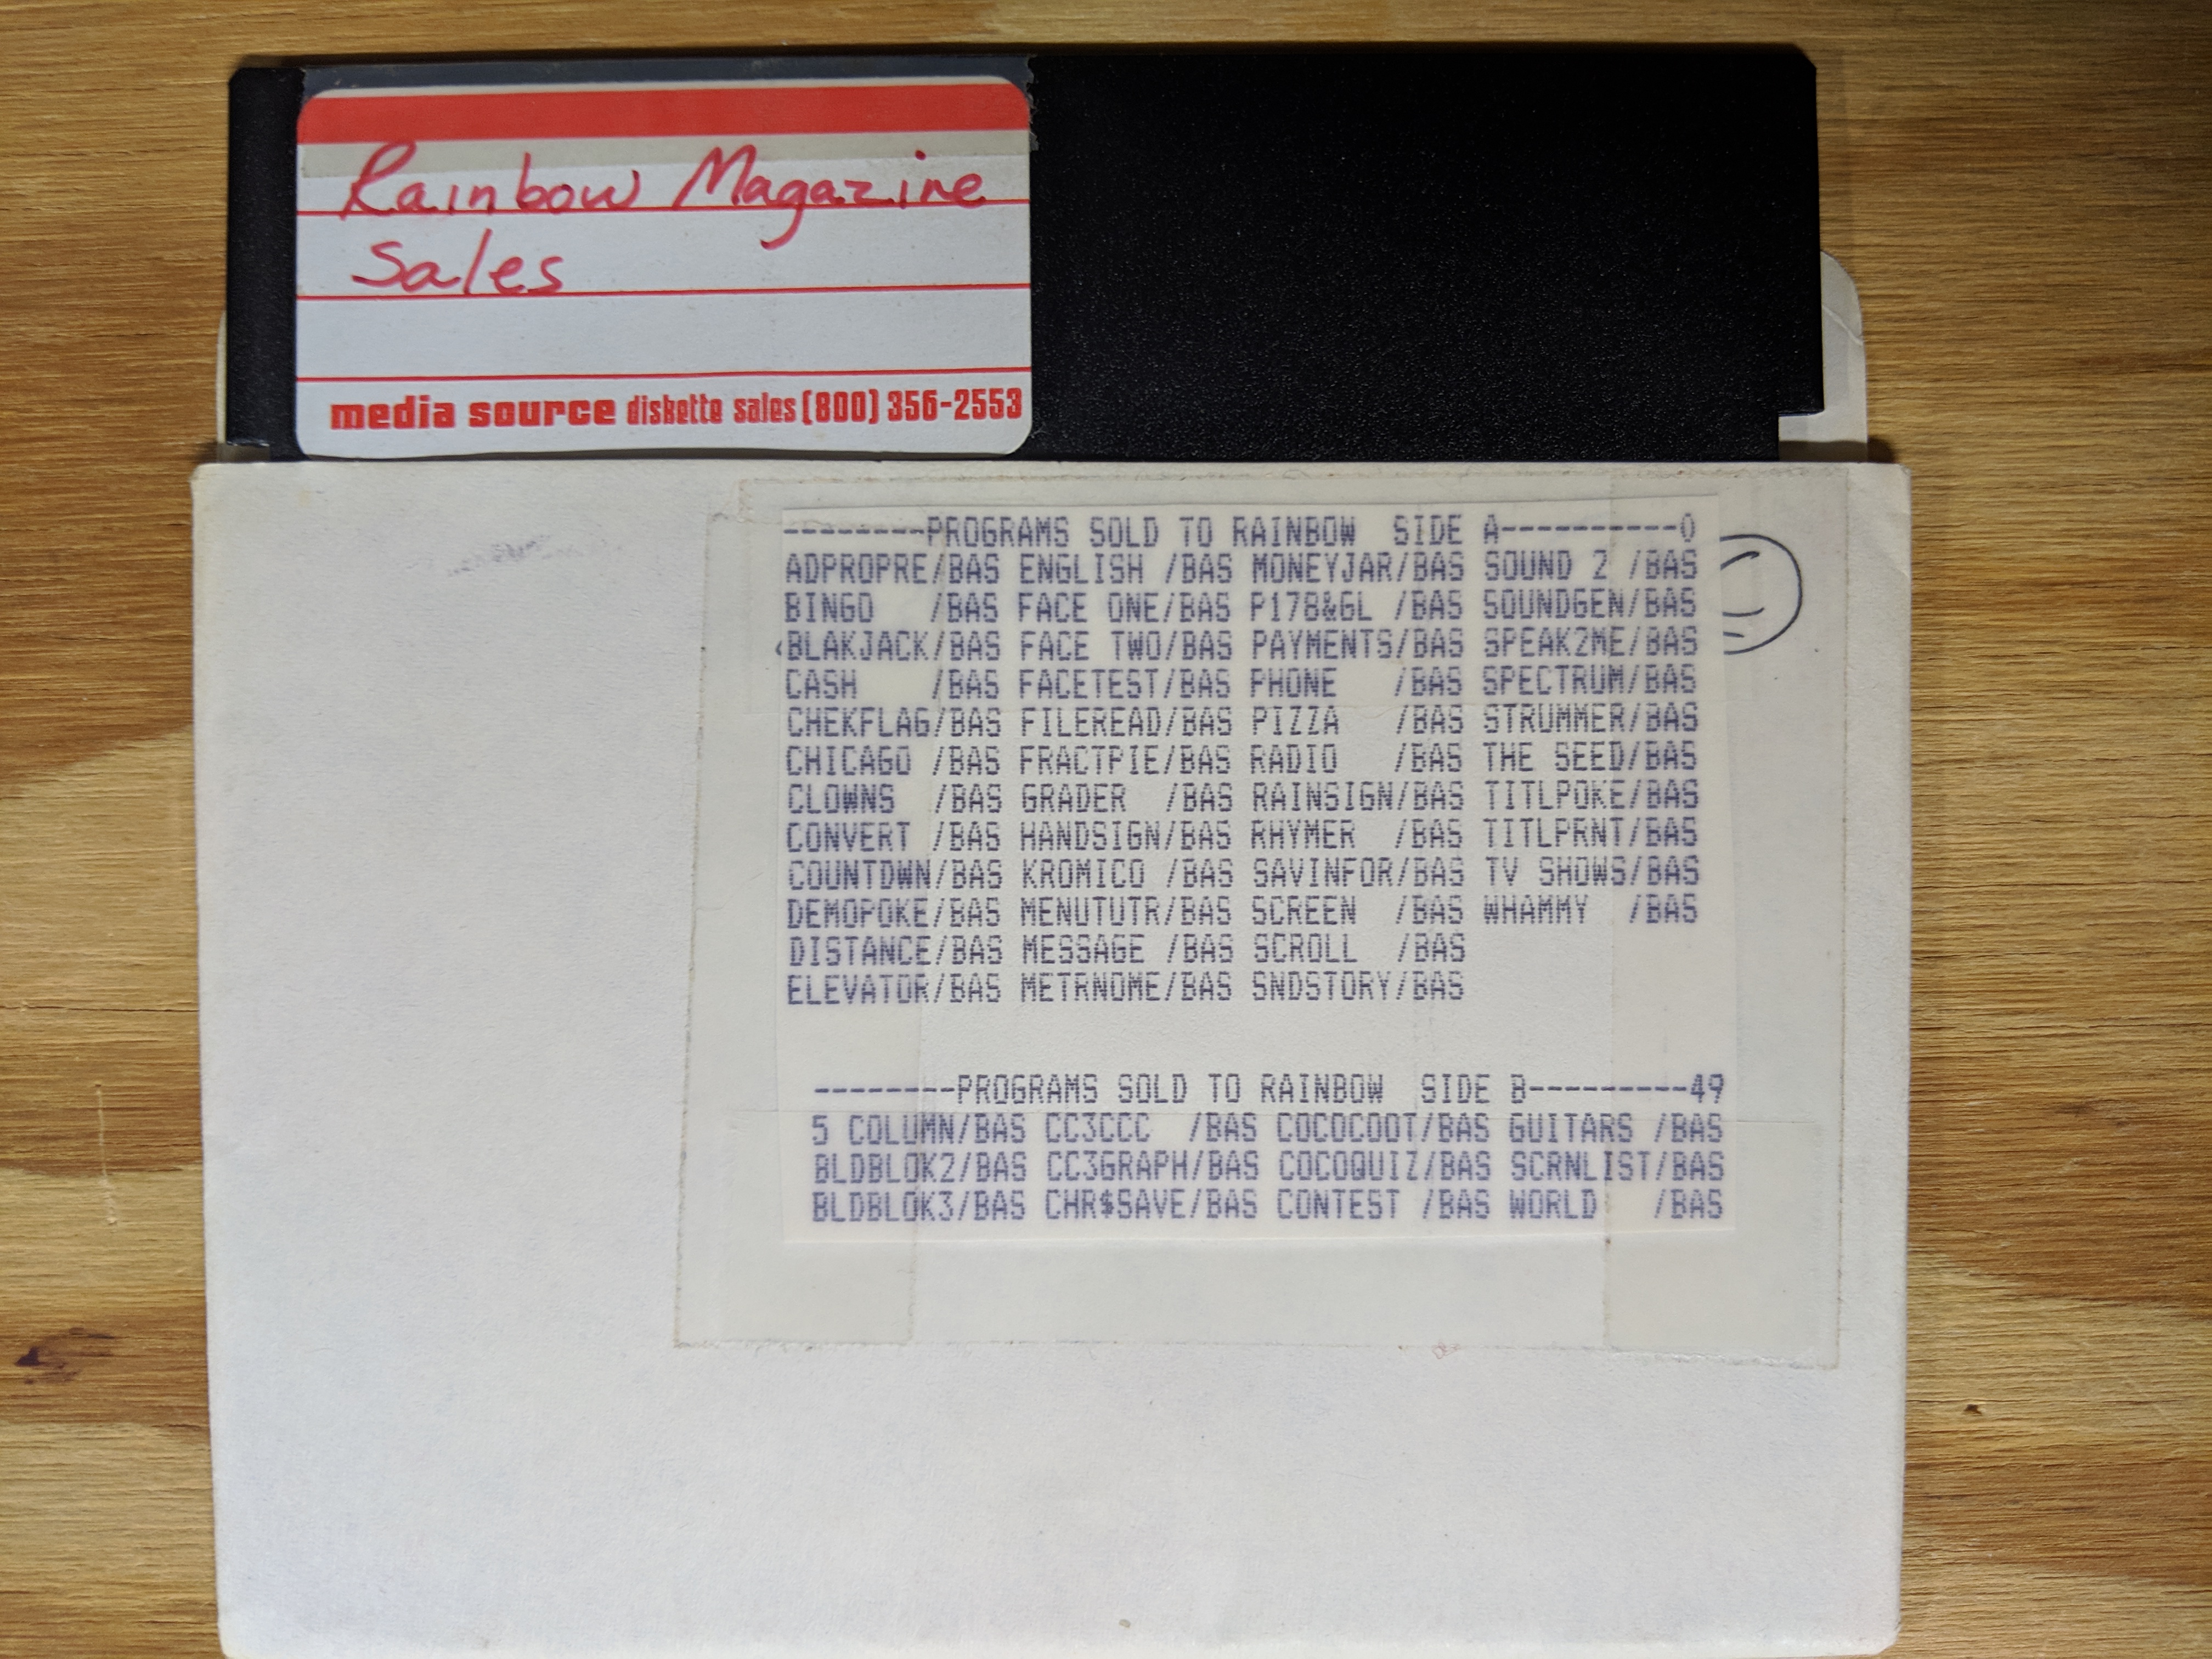 Rainbow Magazine
Sales
media source diskette sales (800) 356-2553
--------PROGRAMS SOLD TO RAINBOW  SIDE A----------0
ADPROPRE/BAS ENGLISH /BAS MONEYJAR/BAS SOUND 2 /BAS
BINGO   /BAS FACE ONE/BAS P178&GL /BAS SOUNDGEN/BAS
BLAKJACK/BAS FACE TWO/BAS PAYMENTS/BAS SPEAK2ME/BAS
CASH    /BAS FACETEST/BAS PHONE   /BAS SPECTRUM/BAS
CHEKFLAG/BAS FILEREAD/BAS PIZZA   /BAS STRUMMER/BAS
CHICAGO /BAS FRACTPIE/BAS RADIO   /BAS THE SEED/BAS
CLOWNS  /BAS GRADER  /BAS RAINSIGN/BAS TITLPOKE/BAS
CONVERT /BAS HANDSIGN/BAS RHYMER  /BAS TITLPRNT/BAS
COUNTDWN/BAS KROMICO /BAS SAVINFOR/BAS TV SHOWS/BAS
DEMOPOKE/BAS MENUTUTR/BAS SCREEN  /BAS WHAMMY  /BAS
DISTANCE/BAS MESSAGE /BAS SCROLL  /BAS
ELEVATOR/BAS METRNOME/BAS SNDSTORY/BAS
--------PROGRAMS SOLD TO RAINBOW  SIDE B---------49
5 COLUMN/BAS CC3CCC  /BAS COCOCODT/BAS GUITARS /BAS
BLDBLOK2/BAS CC3GRAPH/BAS COCOQUIZ/BAS SCRNLIST/BAS
BLDBLOK3/BAS CHR$SAVE/BAS CONTEST /BAS WORLD   /BAS